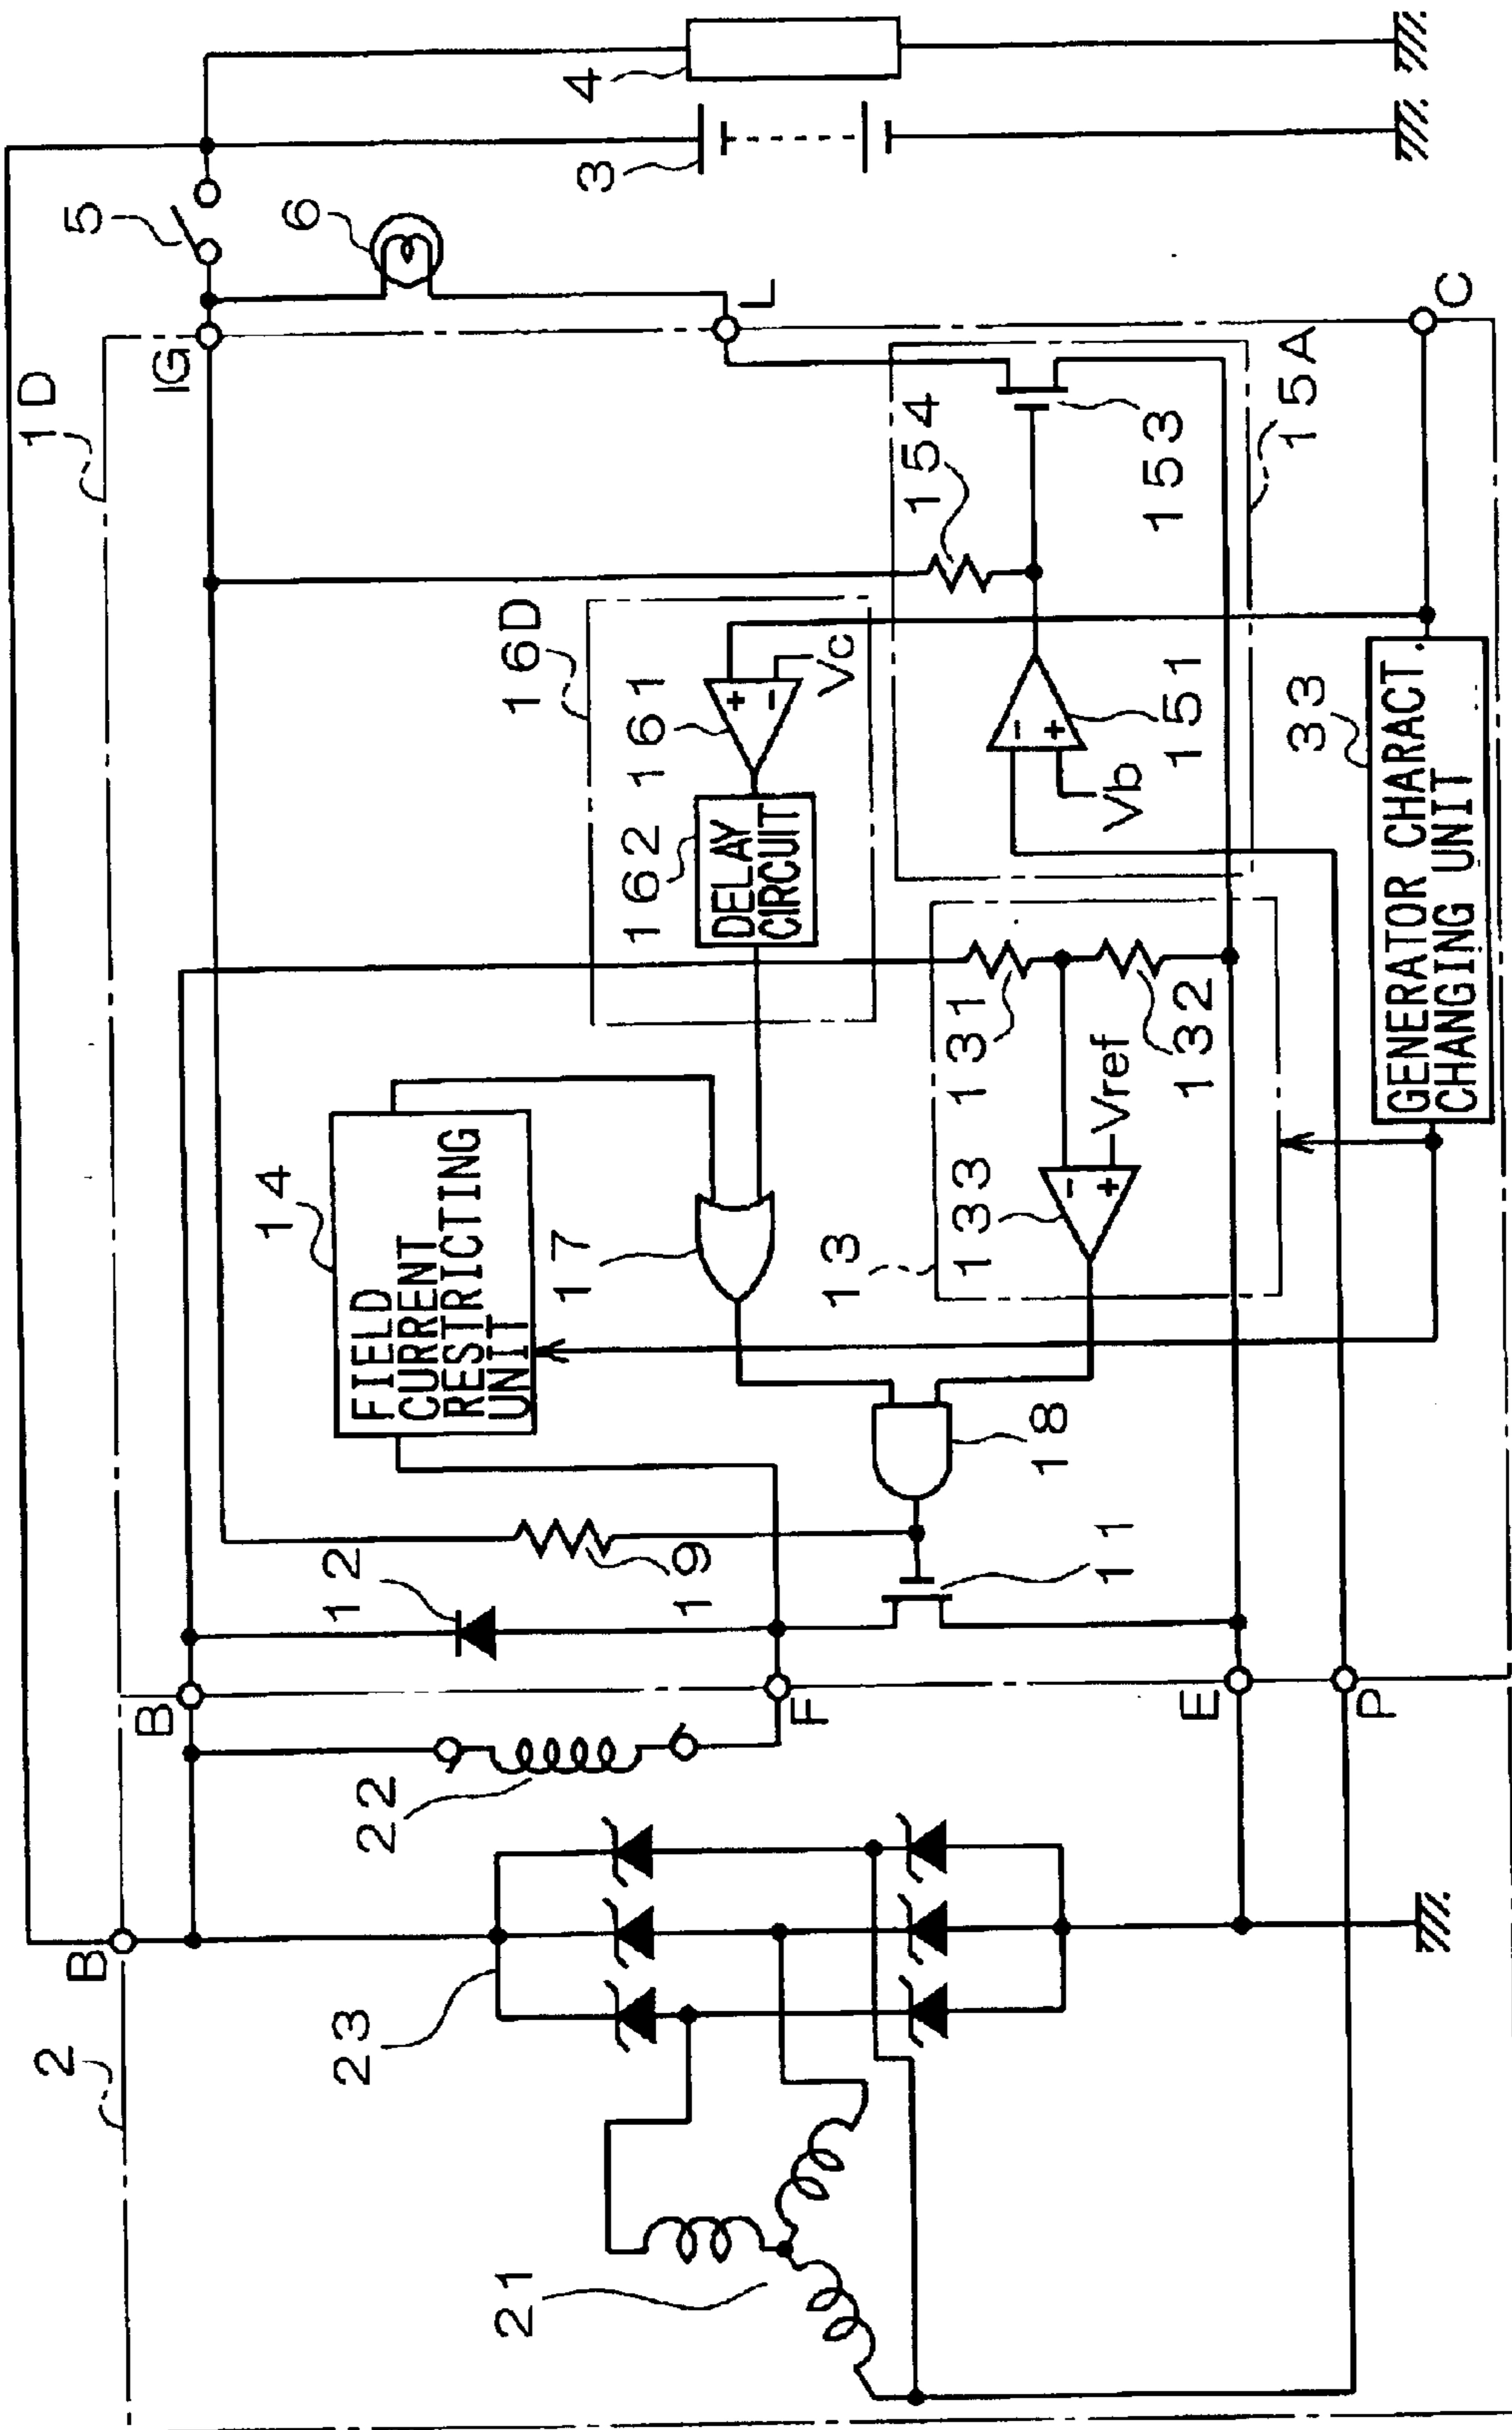 2
B
1D
5
4
3
6
IG
L
C
B
12
22
23
21
F
E
P
19
14
FIELD
CURRENT
RESTRICTING
UNIT
17
18
11
16D
162
161
DELAY
CIRCUIT
+
-
Vc
13
133
131
132
-
+
Vref
154
151
153
15A
-
+
Vb
33
GENERATOR CHARACT.
CHANGING UNIT